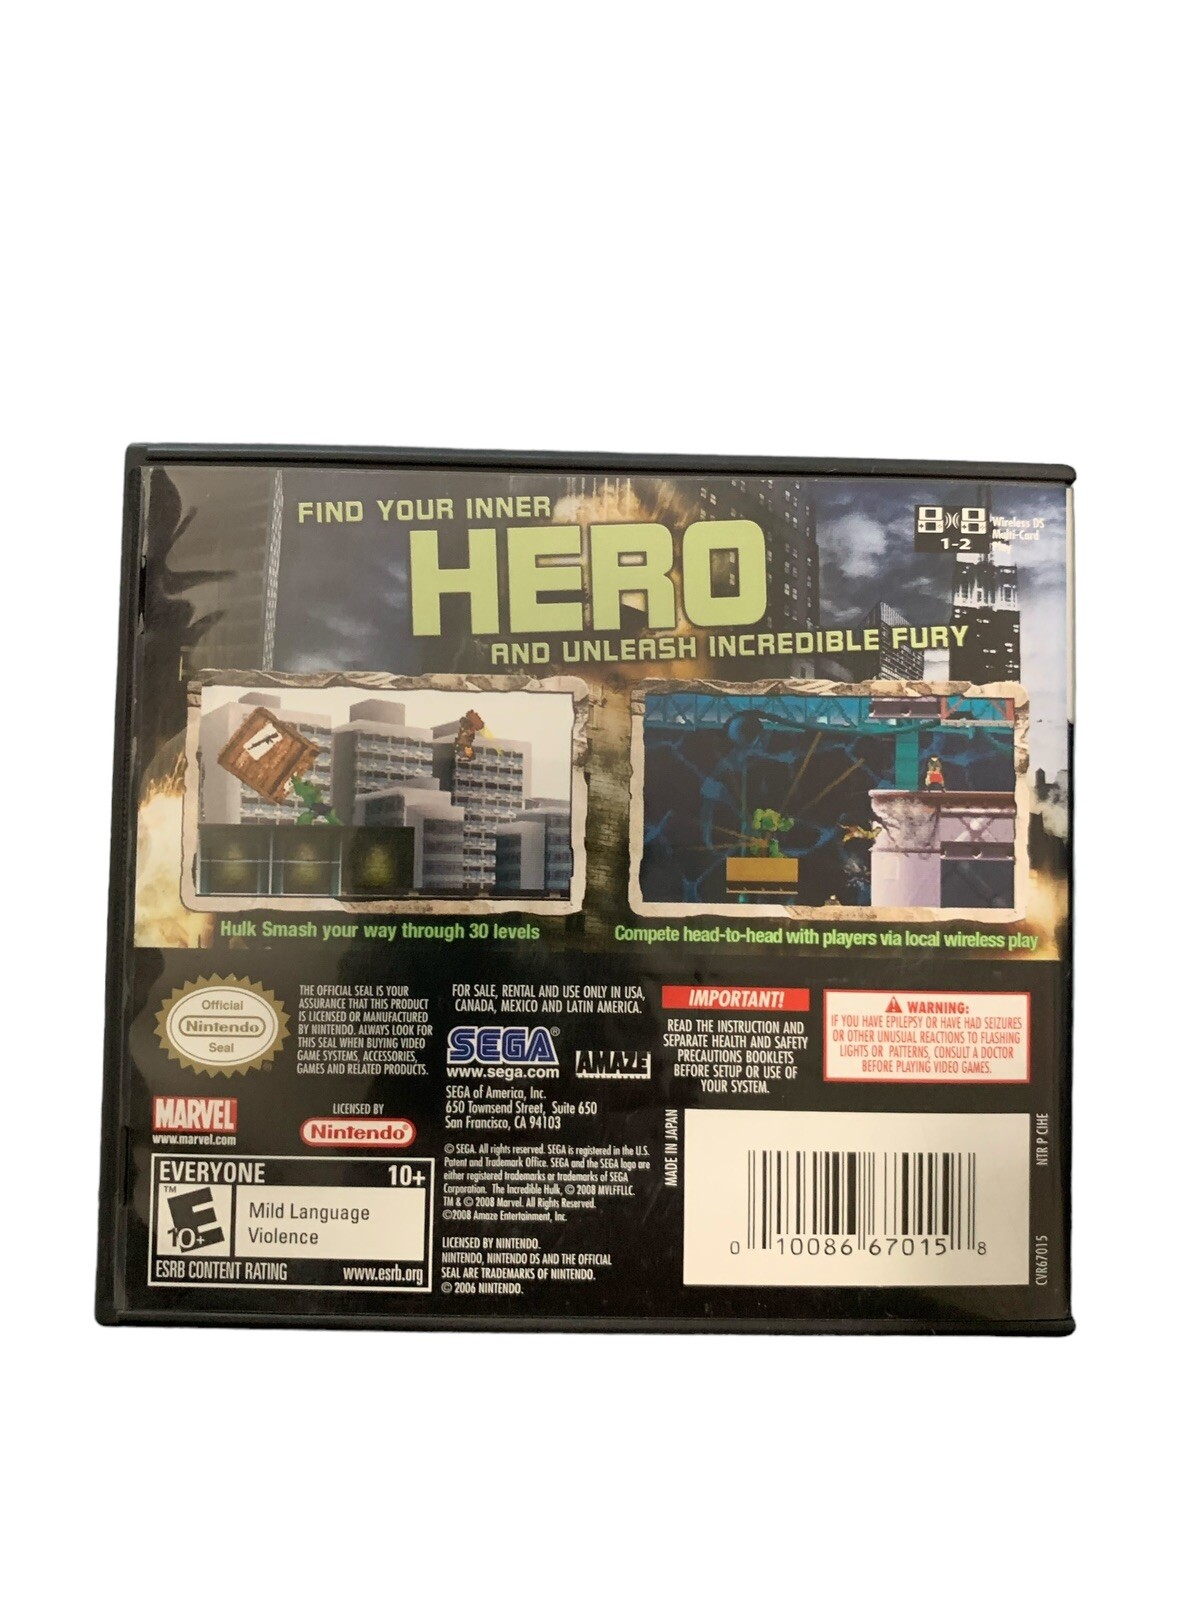 FIND YOUR INNER
HERO
AND UNLEASH INCREDIBLE FURY
1-2
Wireless DS
Multi-Card
Play
Hulk Smash your way through 30 levels
Compete head-to-head with players via local wireless play
Official
Nintendo
Seal
THE OFFICIAL SEAL IS YOUR
ASSURANCE THAT THIS PRODUCT
IS LICENSED OR MANUFACTURED
BY NINTENDO. ALWAYS LOOK FOR
THIS SEAL WHEN BUYING VIDEO
GAME SYSTEMS, ACCESSORIES,
GAMES AND RELATED PRODUCTS.
MARVEL
www.marvel.com
LICENSED BY
Nintendo®
EVERYONE 10+
TM
E
10+
Mild Language
Violence
ESRB CONTENT RATING www.esrb.org
FOR SALE, RENTAL AND USE ONLY IN USA,
CANADA, MEXICO AND LATIN AMERICA.
SEGA®
www.sega.com
AMAZE
SEGA of America, Inc.
650 Townsend Street, Suite 650
San Francisco, CA 94103
© SEGA. All rights reserved. SEGA is registered in the U.S.
Patent and Trademark Office. SEGA and the SEGA logo are
either registered trademarks or trademarks of SEGA
Corporation. The Incredible Hulk, © 2008 MVLFFLLC.
TM & © 2008 Marvel. All Rights Reserved.
©2008 Amaze Entertainment, Inc.
LICENSED BY NINTENDO.
NINTENDO, NINTENDO DS AND THE OFFICIAL
SEAL ARE TRADEMARKS OF NINTENDO.
© 2006 NINTENDO.
IMPORTANT!
READ THE INSTRUCTION AND
SEPARATE HEALTH AND SAFETY
PRECAUTIONS BOOKLETS
BEFORE SETUP OR USE OF
YOUR SYSTEM.
WARNING:
IF YOU HAVE EPILEPSY OR HAVE HAD SEIZURES
OR OTHER UNUSUAL REACTIONS TO FLASHING
LIGHTS OR PATTERNS, CONSULT A DOCTOR
BEFORE PLAYING VIDEO GAMES.
MADE IN JAPAN
0 10086 67015 8
NTR P CIHE
CVR67015